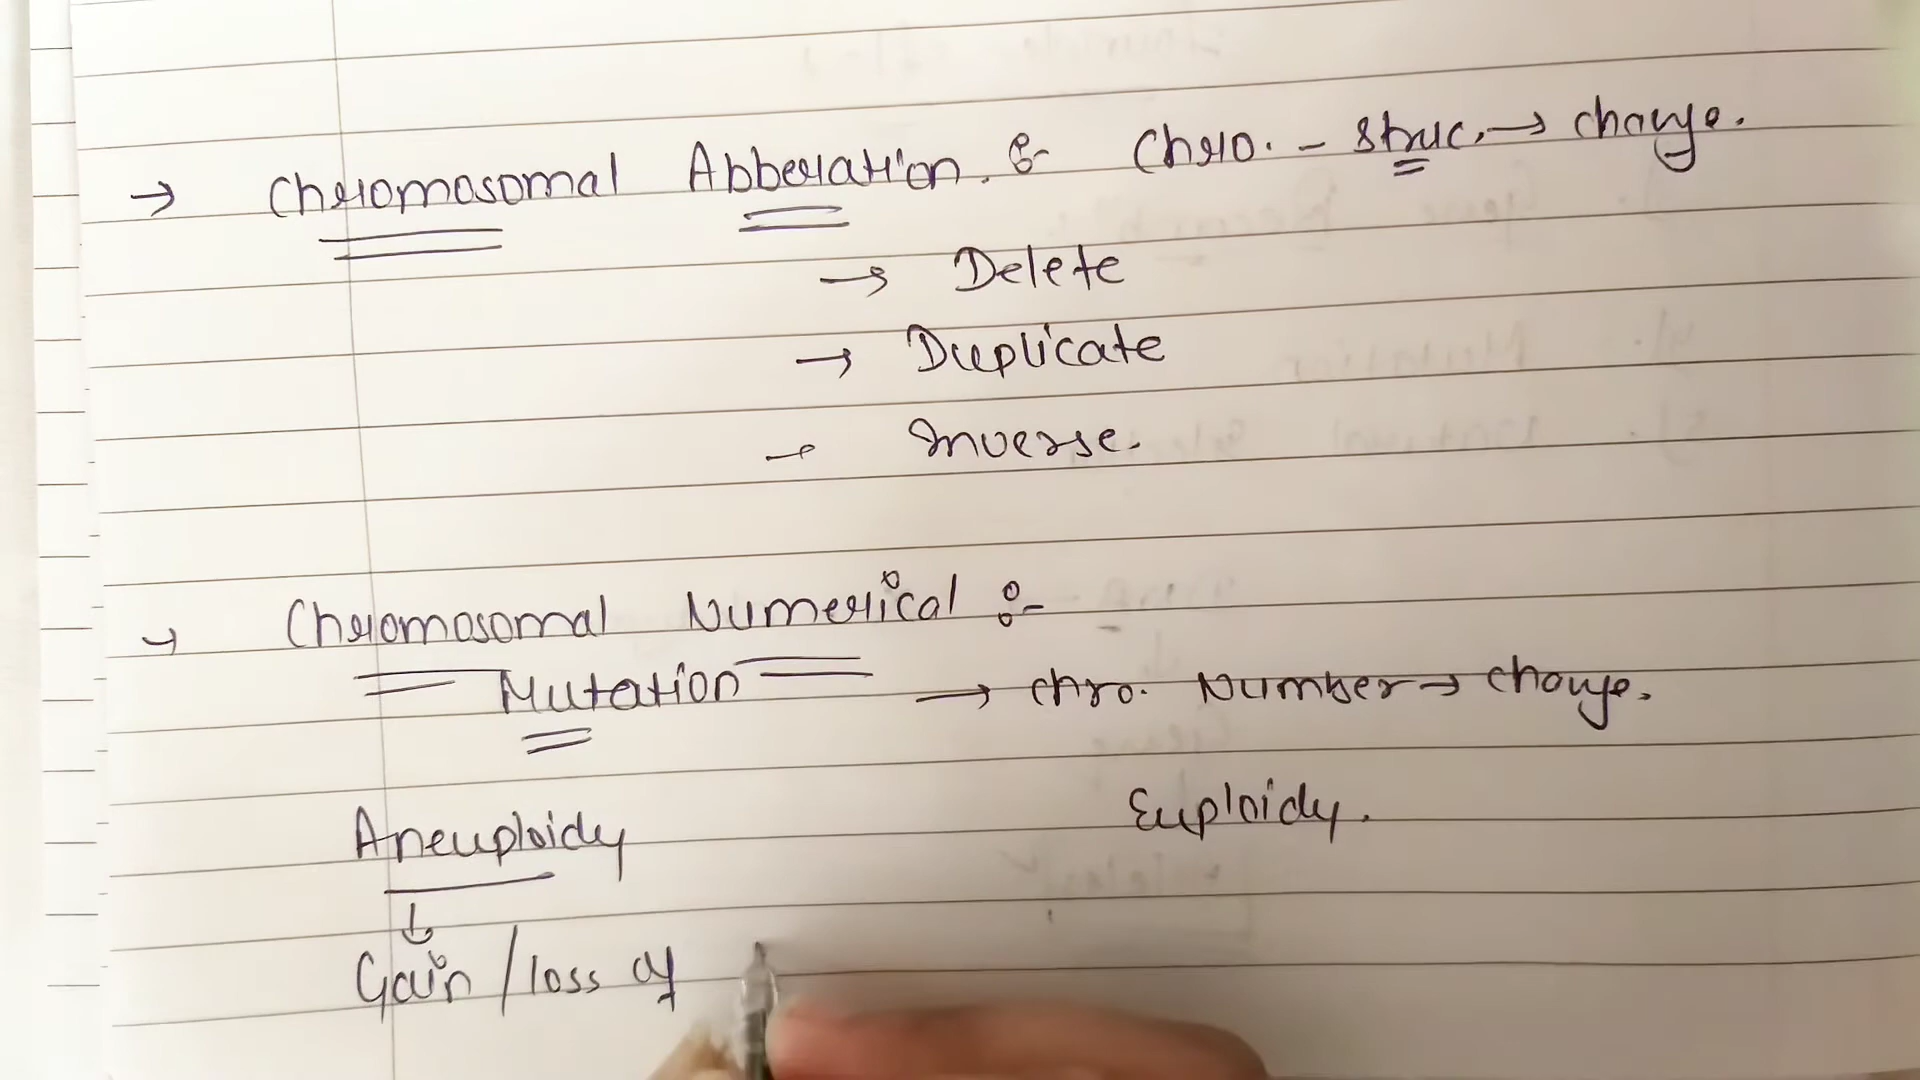 → Chromosomal Abberation :- Chro. - Struc. → change.
→ Delete
→ Duplicate
→ Inverse.
→ Chromosomal Numerical :-
Mutation → chro. Number → change.
Aneuploidy Euploidy.
↓
Gain / loss of